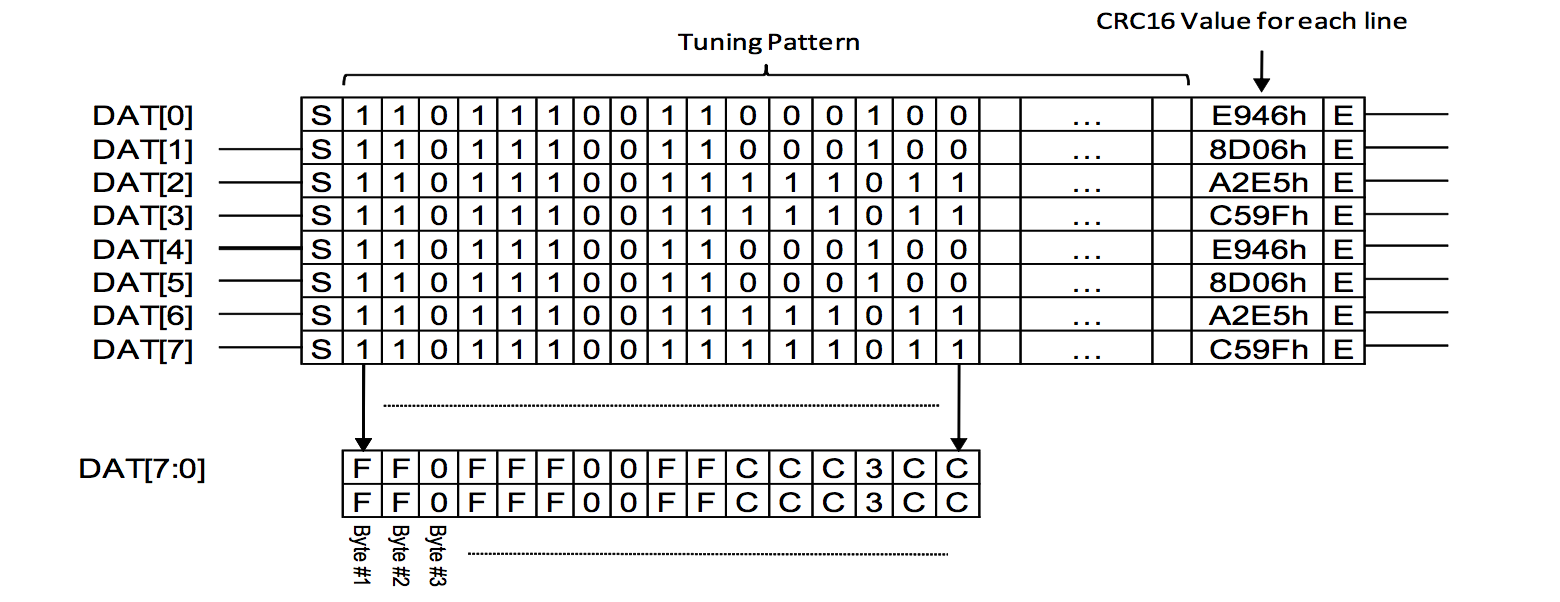 CRC16 Value for each line
Tuning Pattern
DAT[0] S 1 1 0 1 1 1 0 0 1 1 0 0 0 1 0 0 ... E946h E
DAT[1] S 1 1 0 1 1 1 0 0 1 1 0 0 0 1 0 0 ... 8D06h E
DAT[2] S 1 1 0 1 1 1 0 0 1 1 1 1 1 0 1 1 ... A2E5h E
DAT[3] S 1 1 0 1 1 1 0 0 1 1 1 1 1 0 1 1 ... C59Fh E
DAT[4] S 1 1 0 1 1 1 0 0 1 1 0 0 0 1 0 0 ... E946h E
DAT[5] S 1 1 0 1 1 1 0 0 1 1 0 0 0 1 0 0 ... 8D06h E
DAT[6] S 1 1 0 1 1 1 0 0 1 1 1 1 1 0 1 1 ... A2E5h E
DAT[7] S 1 1 0 1 1 1 0 0 1 1 1 1 1 0 1 1 ... C59Fh E
DAT[7:0] F F 0 F F F 0 0 F F C C C 3 C C
F F 0 F F F 0 0 F F C C C 3 C C
Byte #1
Byte #2
Byte #3